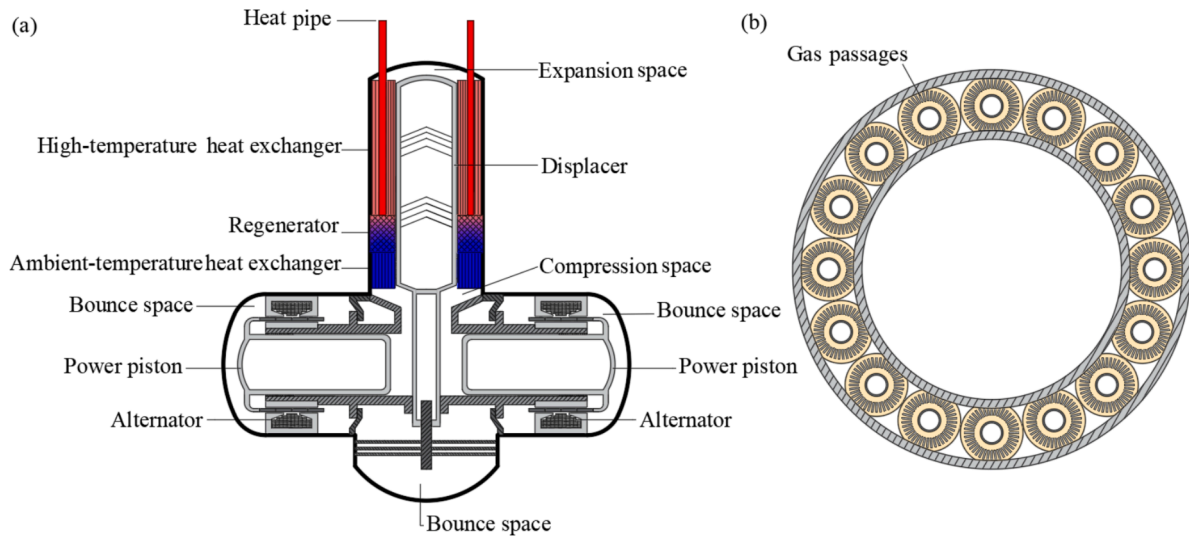 (a)
Heat pipe
Expansion space
High-temperature heat exchanger
Displacer
Regenerator
Ambient-temperature heat exchanger
Compression space
Bounce space
Bounce space
Power piston
Power piston
Alternator
Alternator
Bounce space
(b)
Gas passages